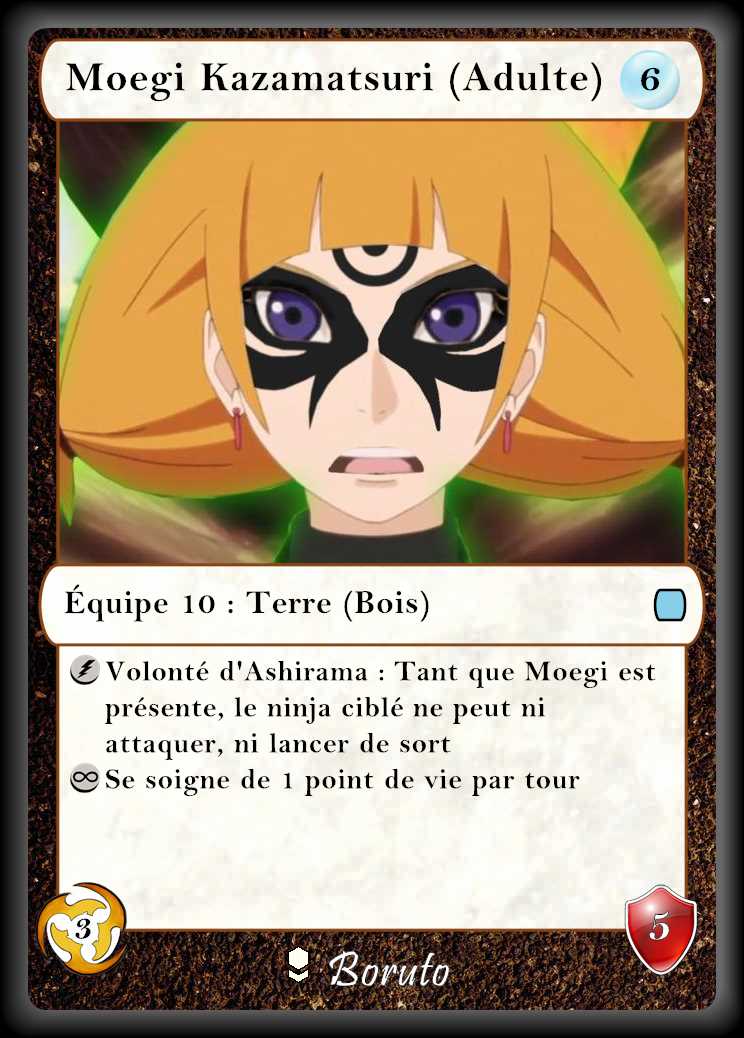 Moegi Kazamatsuri (Adulte)
6
Équipe 10 : Terre (Bois)
Volonté d'Ashirama : Tant que Moegi est
présente, le ninja ciblé ne peut ni
attaquer, ni lancer de sort
Se soigne de 1 point de vie par tour
3
5
Boruto